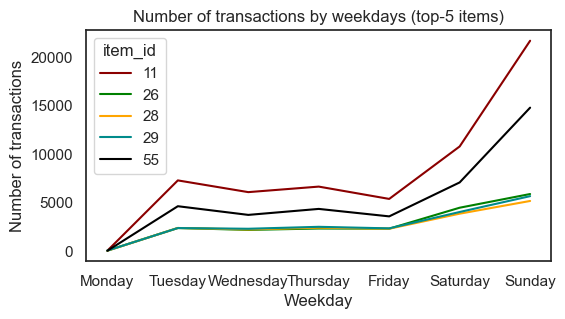 Number of transactions by weekdays (top-5 items)
Number of transactions
20000
15000
10000
5000
0
item_id
11
26
28
29
55
Monday Tuesday Wednesday Thursday Friday Saturday Sunday
Weekday